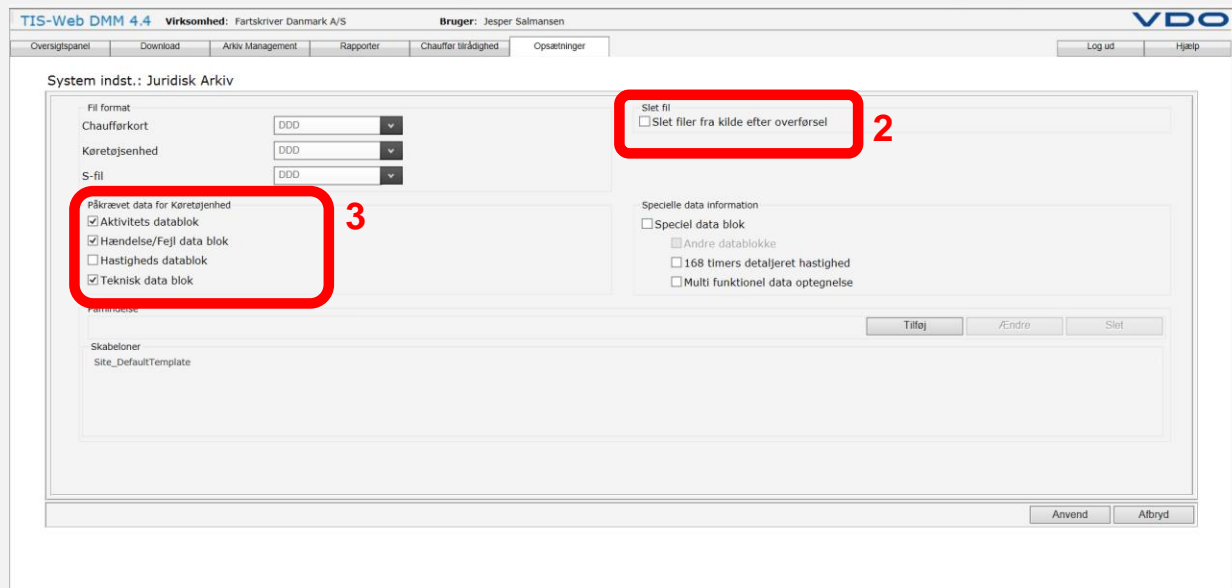 TIS-Web DMM 4.4 Virksomhed: Fartskriver Danmark A/S Bruger: Jesper Salmansen VDO
Oversigtspanel Download Arkiv Management Rapporter Chauffør tilrådighed Opsætninger Log ud Hjælp
System indst.: Juridisk Arkiv
Fil format
Chaufførkort DDD
Køretøjsenhed DDD
S-fil DDD
Slet fil
Slet filer fra kilde efter overførsel
2
Påkrævet data for Køretøjenhed
Aktivitets datablok
Hændelse/Fejl data blok
Hastigheds datablok
Teknisk data blok
3
Specielle data information
Speciel data blok
Andre datablokke
168 timers detaljeret hastighed
Multi funktionel data optegnelse
Påmindelse
Tilføj Ændre Slet
Skabeloner
Site_DefaultTemplate
Anvend Afbryd